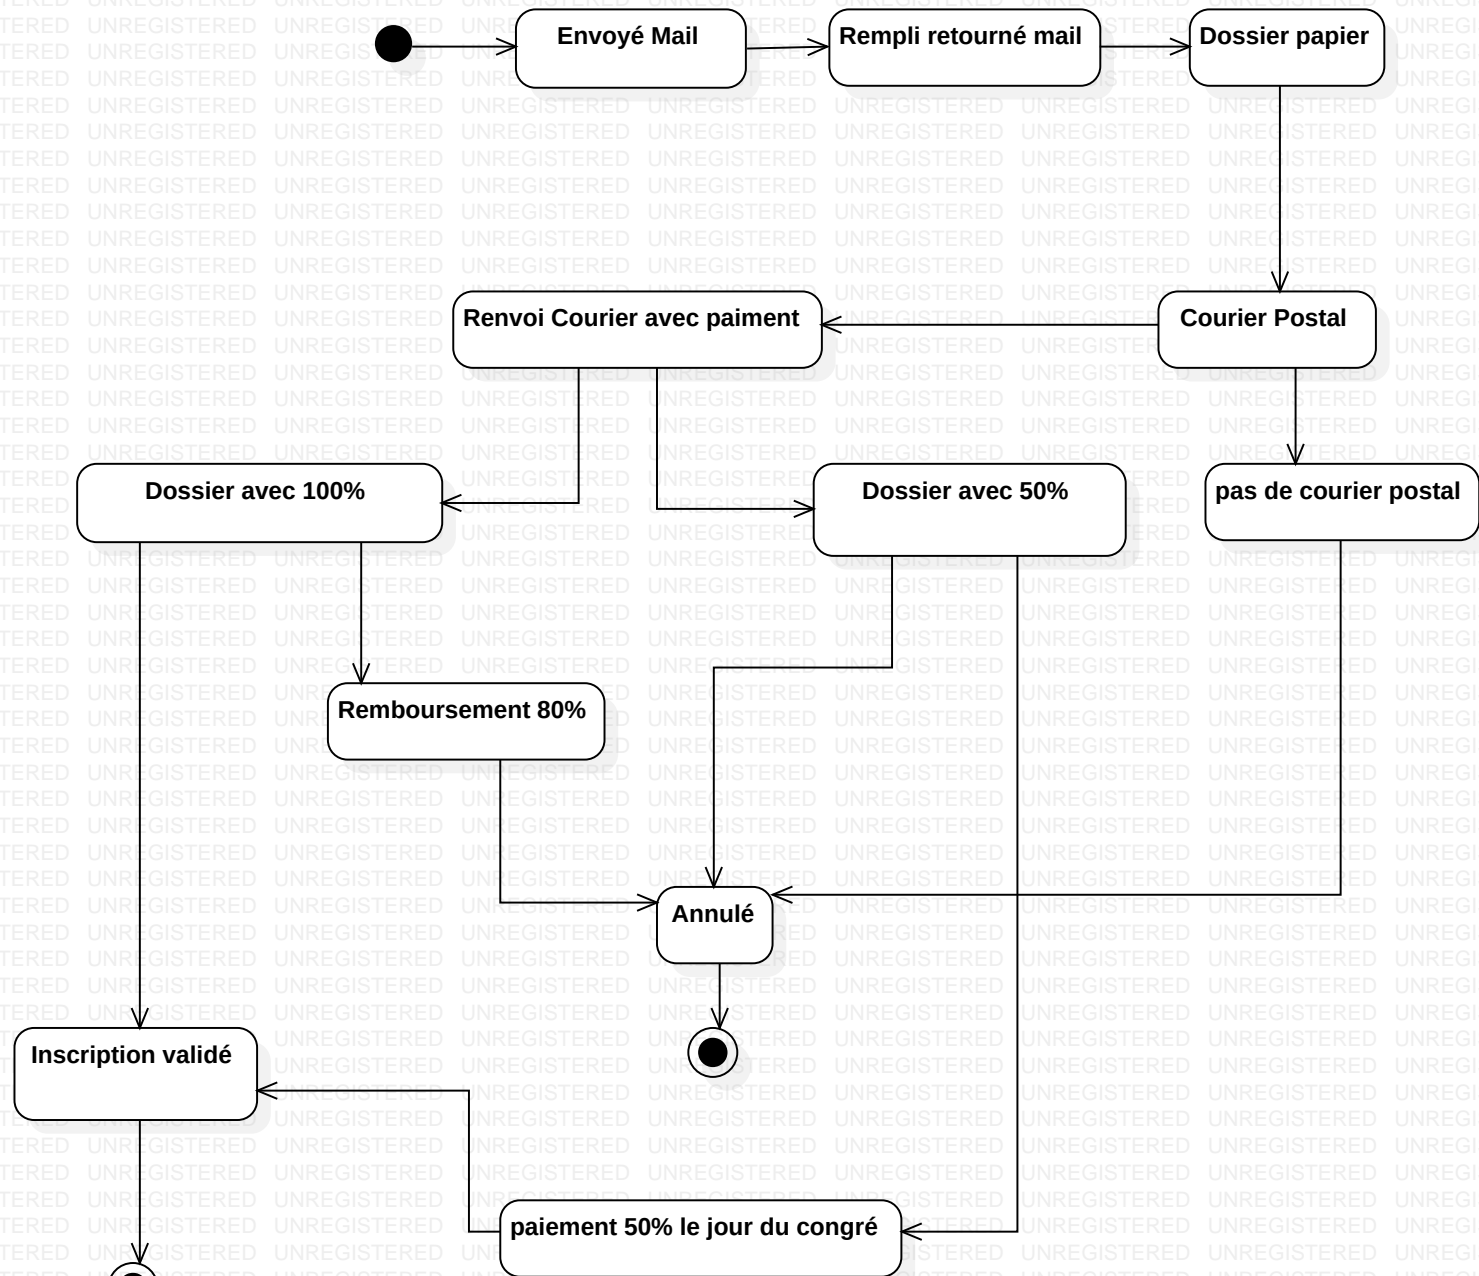 Envoyé Mail
Rempli retourné mail
Dossier papier
Renvoi Courier avec paiment
Courier Postal
Dossier avec 100%
Dossier avec 50%
pas de courier postal
Remboursement 80%
Annulé
Inscription validé
paiement 50% le jour du congré
UNREGISTERED